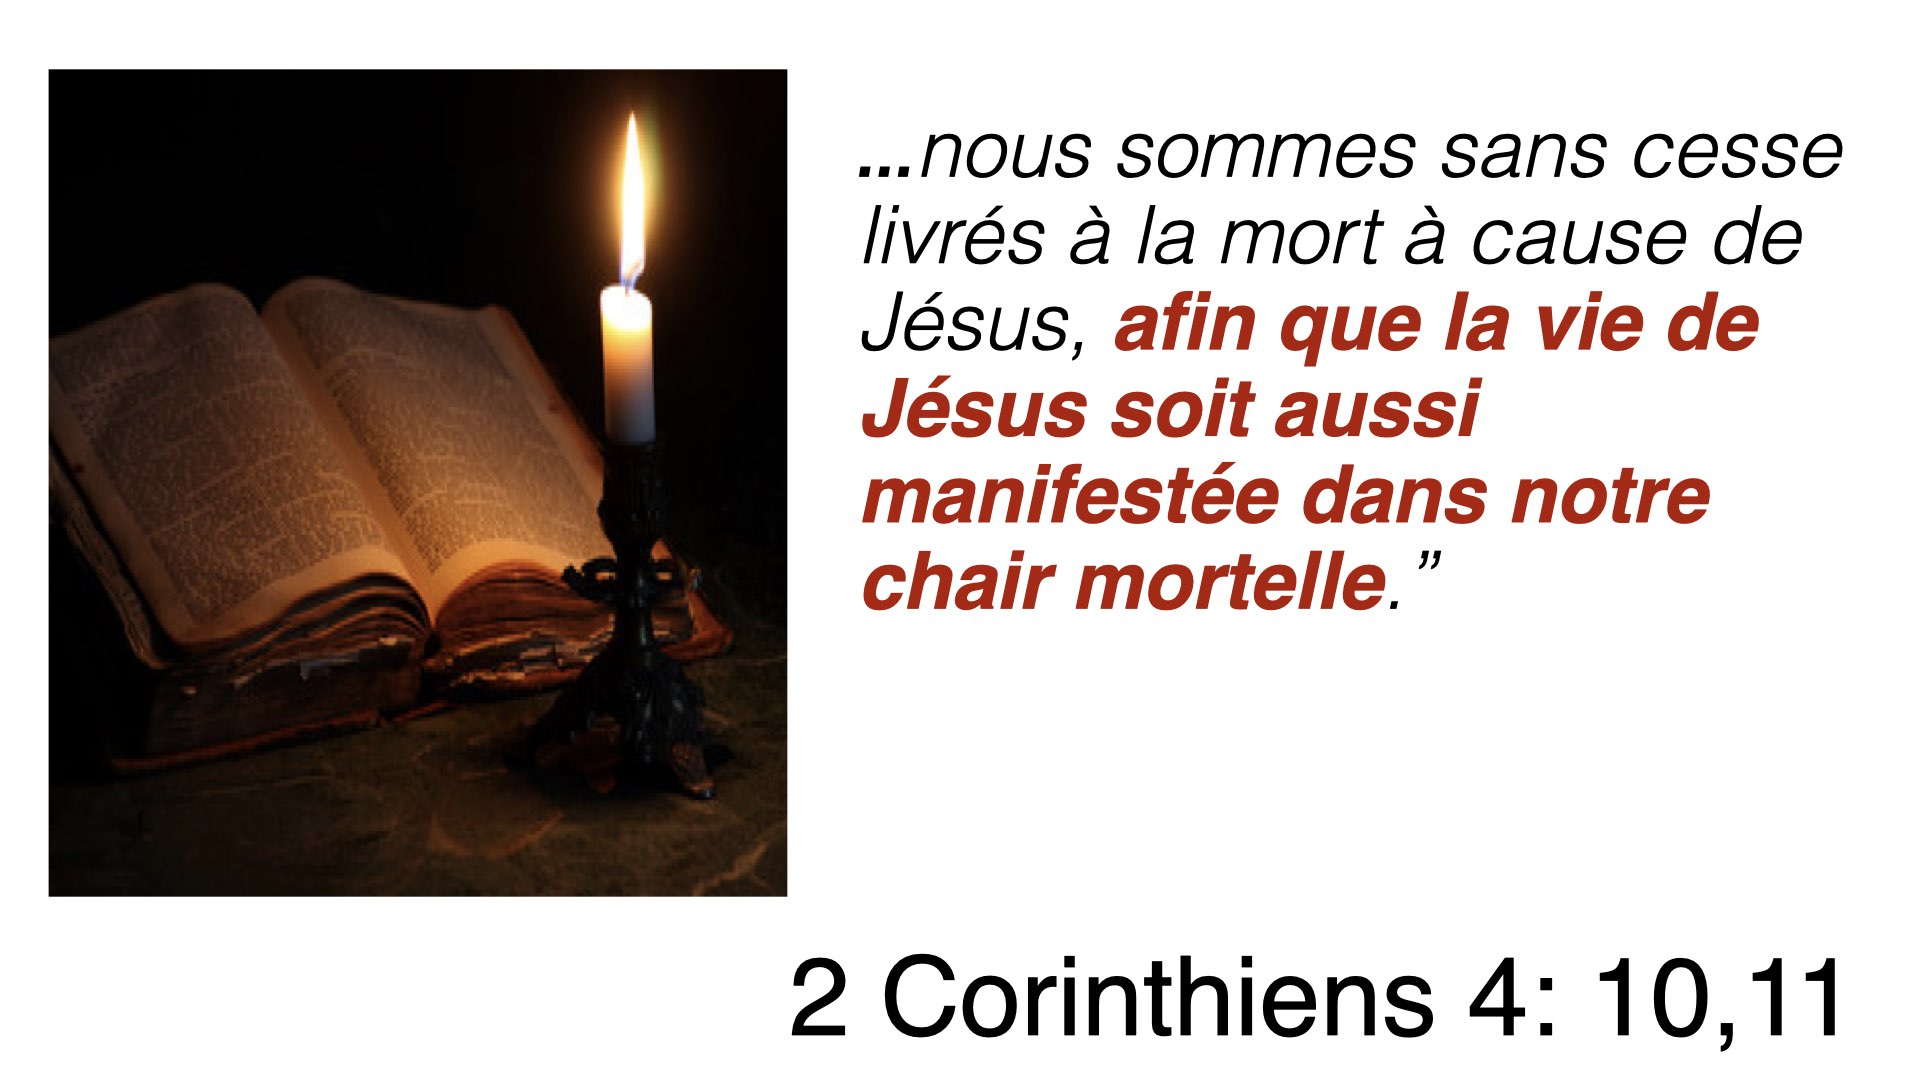 ...nous sommes sans cesse
livrés à la mort à cause de
Jésus, afin que la vie de
Jésus soit aussi
manifestée dans notre
chair mortelle.”
2 Corinthiens 4: 10,11